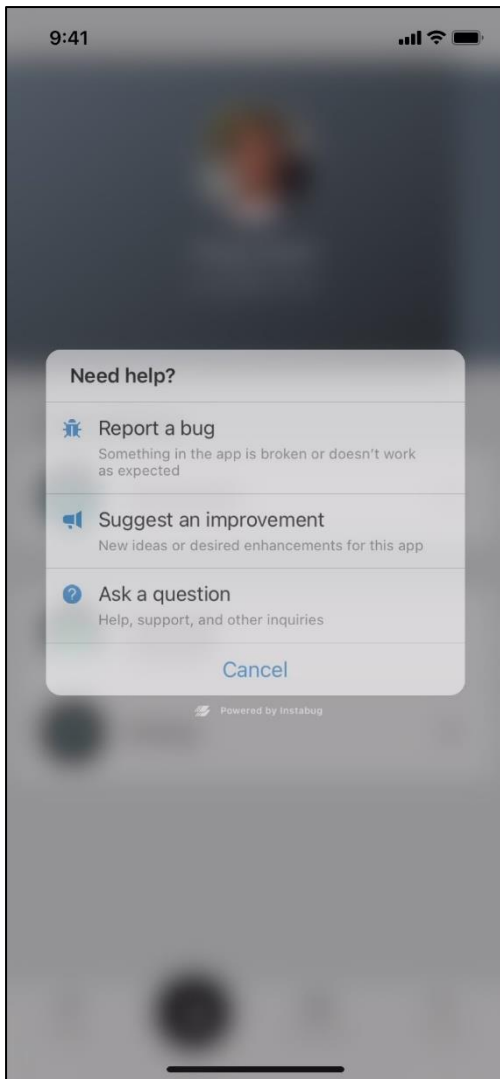 9:41
Need help?
Report a bug
Something in the app is broken or doesn't work
as expected
Suggest an improvement
New ideas or desired enhancements for this app
Ask a question
Help, support, and other inquiries
Cancel
Powered by Instabug